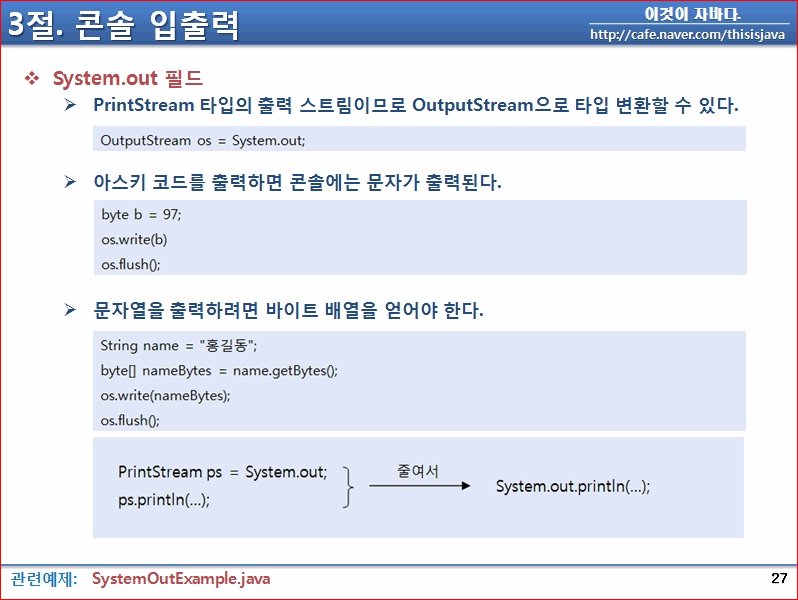 3절. 콘솔 입출력
이것이 자바다.
http://cafe.naver.com/thisisjava
❖ System.out 필드
➢ PrintStream 타입의 출력 스트림이므로 OutputStream으로 타입 변환할 수 있다.
OutputStream os = System.out;
➢ 아스키 코드를 출력하면 콘솔에는 문자가 출력된다.
byte b = 97;
os.write(b)
os.flush();
➢ 문자열을 출력하려면 바이트 배열을 얻어야 한다.
String name = "홍길동";
byte[] nameBytes = name.getBytes();
os.write(nameBytes);
os.flush();
PrintStream ps = System.out;
ps.println(...);
줄여서
System.out.println(...);
관련예제: SystemOutExample.java
27